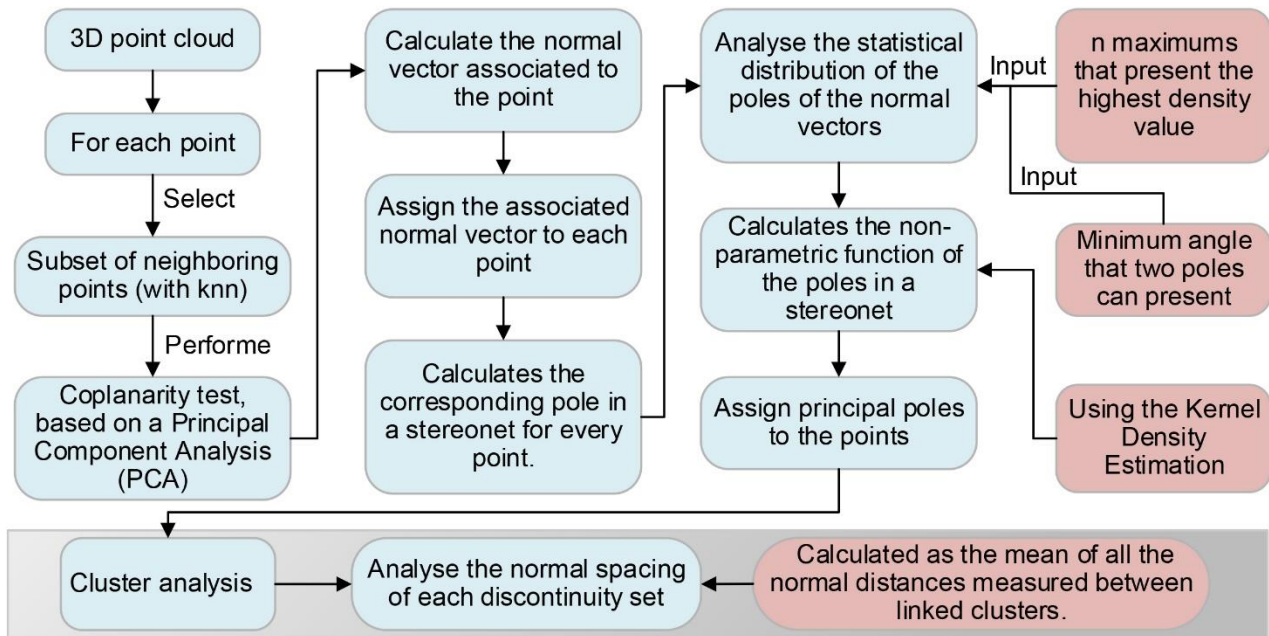 3D point cloud
For each point
Select
Subset of neighboring
points (with knn)
Performe
Coplanarity test,
based on a Principal
Component Analysis
(PCA)
Calculate the normal
vector associated to
the point
Assign the associated
normal vector to each
point
Calculates the
corresponding pole in
a stereonet for every
point.
Analyse the statistical
distribution of the
poles of the normal
vectors
Input
n maximums
that present the
highest density
value
Input
Minimum angle
that two poles
can present
Calculates the non-
parametric function of
the poles in a
stereonet
Using the Kernel
Density
Estimation
Assign principal poles
to the points
Cluster analysis
Analyse the normal spacing
of each discontinuity set
Calculated as the mean of all the
normal distances measured between
linked clusters.